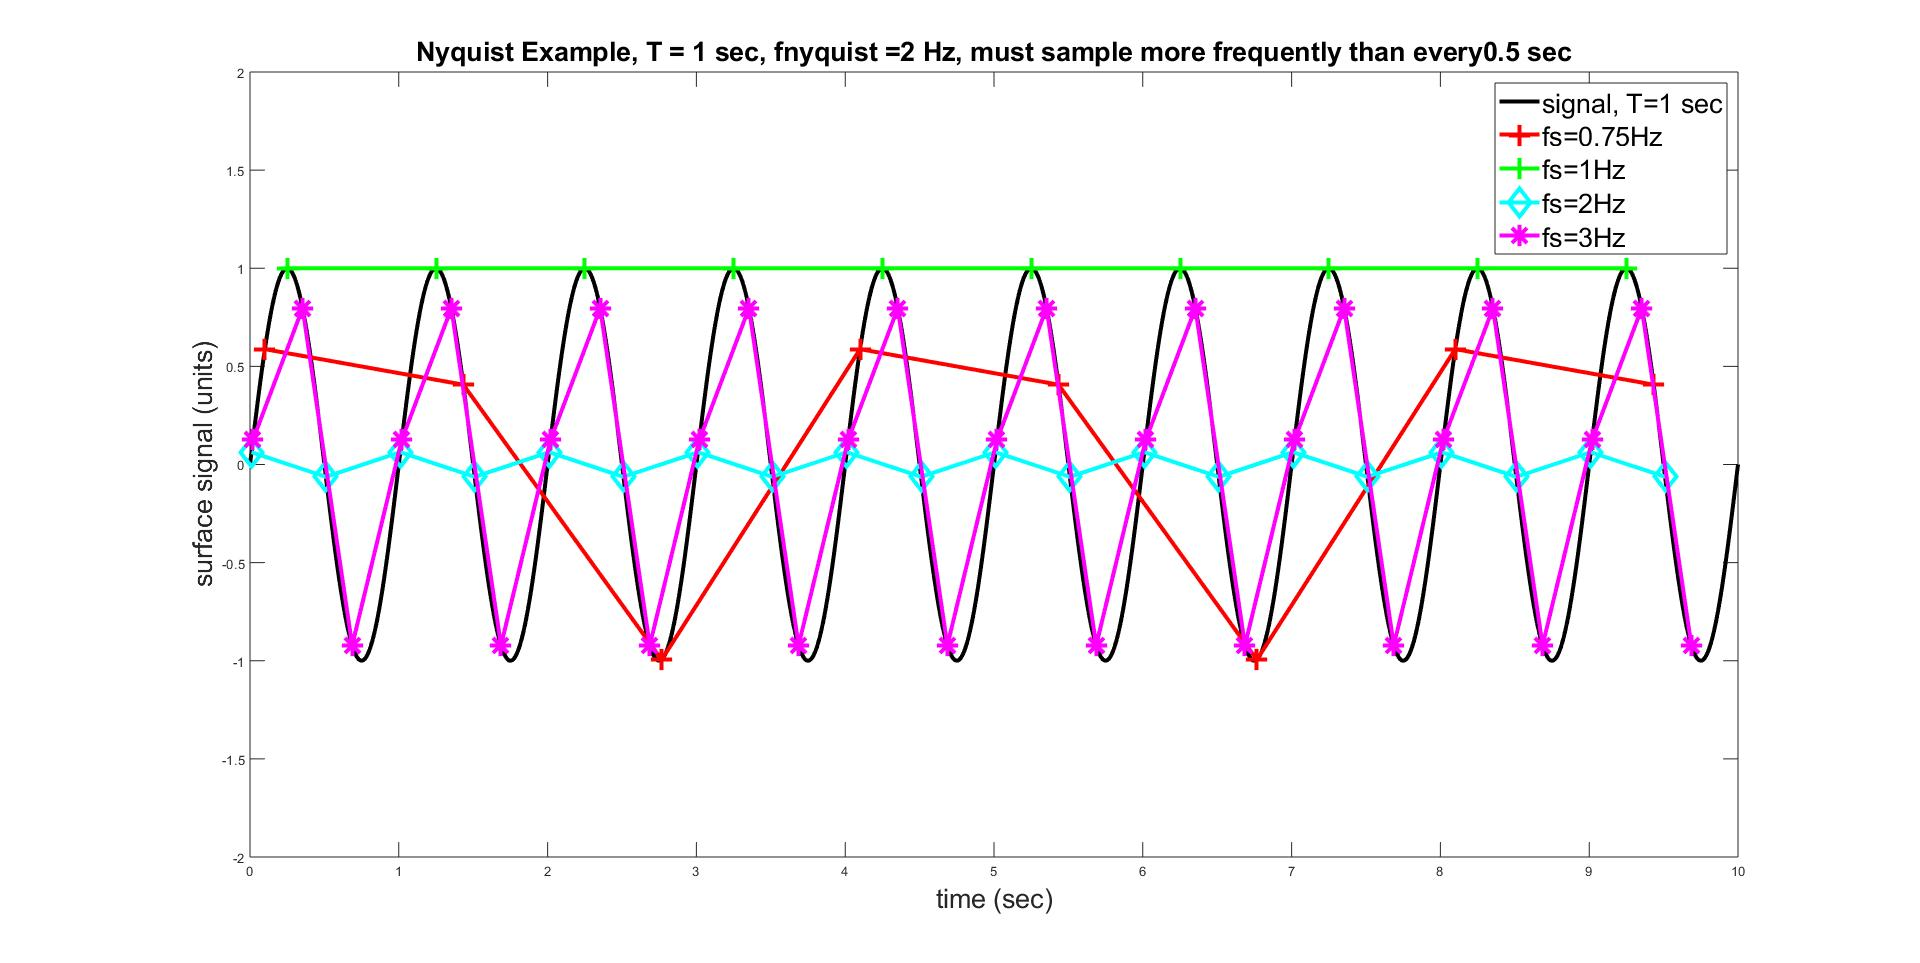 Nyquist Example, T = 1 sec, fnyquist =2 Hz, must sample more frequently than every0.5 sec
signal, T=1 sec
fs=0.75Hz
fs=1Hz
fs=2Hz
fs=3Hz
surface signal (units)
2
1.5
1
0.5
0
-0.5
-1
-1.5
-2
0 1 2 3 4 5 6 7 8 9 10
time (sec)